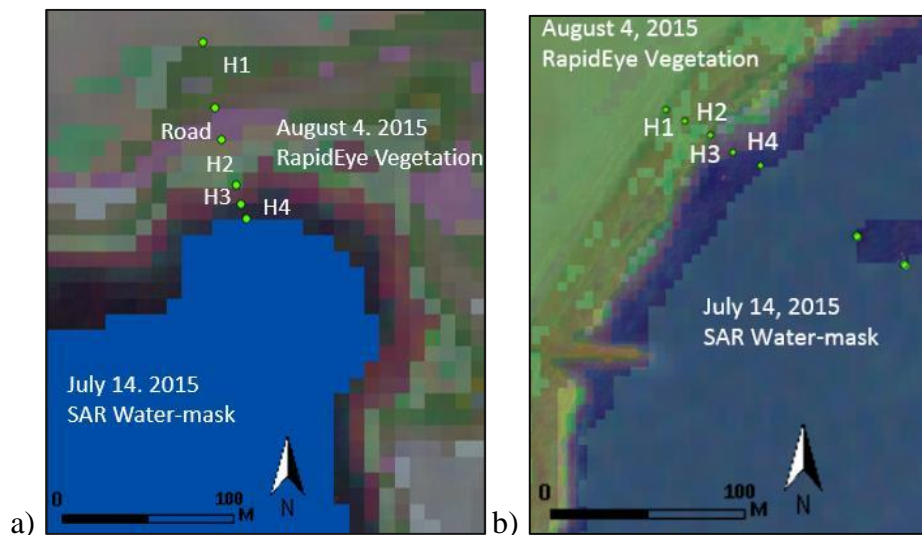 H1
Road
August 4. 2015
RapidEye Vegetation
H2
H3
H4
July 14. 2015
SAR Water-mask
0 100
M
N
a)
August 4, 2015
RapidEye Vegetation
H1
H2
H3
H4
July 14, 2015
SAR Water-mask
0 100
M
N
b)